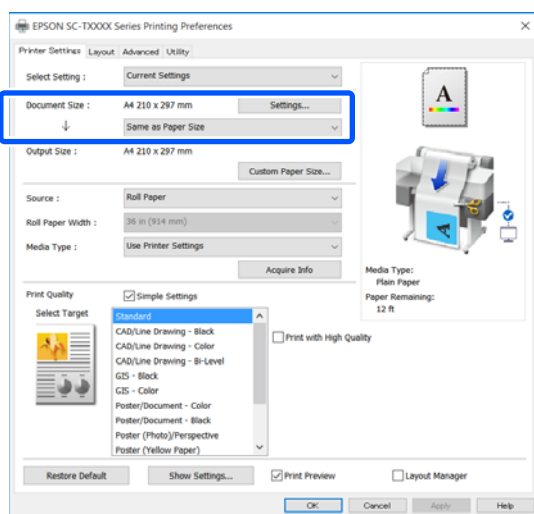 EPSON SC-TXXXX Series Printing Preferences
Printer Settings Layout Advanced Utility
Select Setting : Current Settings
Document Size : A4 210 x 297 mm Settings...
Same as Paper Size
Output Size : A4 210 x 297 mm
Custom Paper Size...
Source : Roll Paper
Roll Paper Width : 36 in (914 mm)
Media Type : Use Printer Settings
Acquire Info
A
A
Media Type:
Plain Paper
Paper Remaining:
12 ft
Print Quality Simple Settings
Select Target
Standard
CAD/Line Drawing - Black
CAD/Line Drawing - Color
CAD/Line Drawing - Bi-Level
GIS - Black
GIS - Color
Poster/Document - Color
Poster/Document - Black
Poster (Photo)/Perspective
Poster (Yellow Paper)
Print with High Quality
Restore Default Show Settings... Print Preview Layout Manager
OK Cancel Apply Help